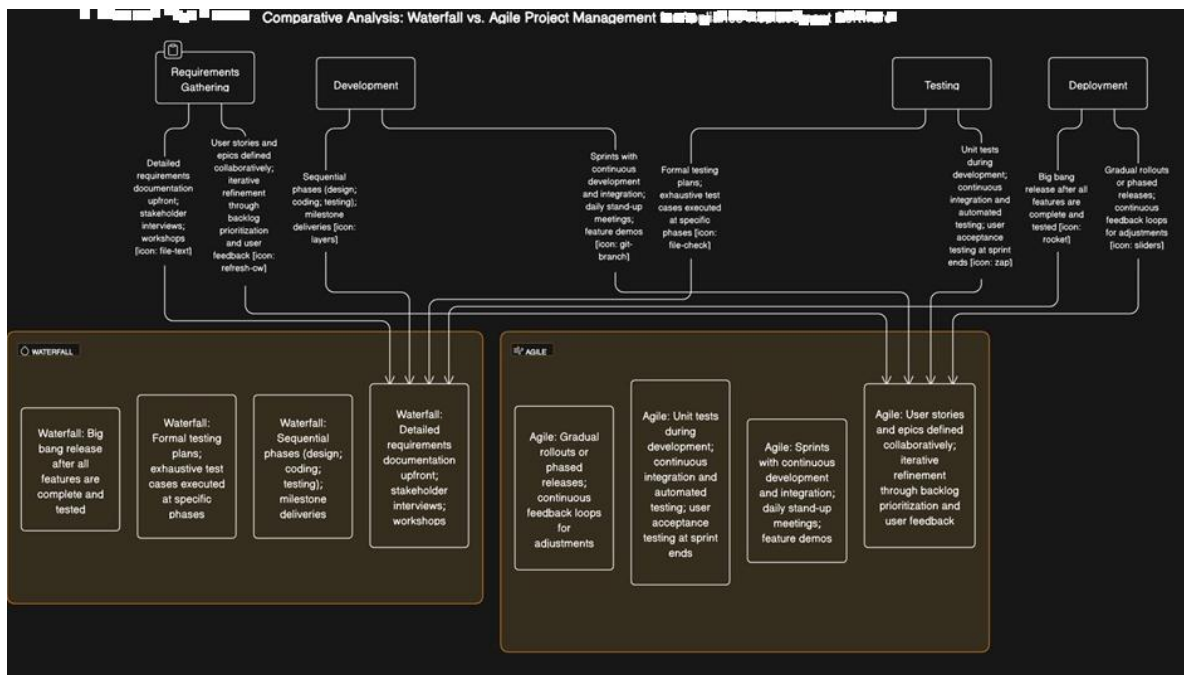 Comparative Analysis: Waterfall vs. Agile Project Management
Requirements
Gathering
Development
Testing
Deployment
Detailed
requirements
documentation
upfront;
stakeholder
interviews;
workshops
[icon: file-text]
User stories and
epics defined
collaboratively;
iterative
refinement
through
backlog
prioritization
and user
feedback [icon:
refresh-cw]
Sequential
phases (design;
coding; testing);
milestone
deliveries [icon:
layers]
Sprints with
continuous
development
and integration;
daily stand-up
meetings;
feature demos
[icon: git-
branch]
Formal testing
plans;
exhaustive test
cases executed
at specific
phases [icon:
file-check]
Unit tests
during
development;
continuous
integration and
automated
testing; user
acceptance
testing at sprint
ends [icon: zap]
Big bang
release after all
features are
complete and
tested [icon:
rocket]
Gradual rollouts
or phased
releases;
continuous
feedback loops
for adjustments
[icon: sliders]
WATERFALL
Waterfall: Big
bang release
after all
features are
complete and
tested
Waterfall:
Formal testing
plans;
exhaustive test
cases executed
at specific
phases
Waterfall:
Sequential
phases (design;
coding;
testing);
milestone
deliveries
Waterfall:
Detailed
requirements
documentation
upfront;
stakeholder
interviews;
workshops
AGILE
Agile: Gradual
rollouts or
phased
releases;
continuous
feedback loops
for
adjustments
Agile: Unit tests
during
development;
continuous
integration and
automated
testing; user
acceptance
testing at sprint
ends
Agile: Sprints
with continuous
development
and integration;
daily stand-up
meetings;
feature demos
Agile: User stories
and epics defined
collaboratively;
iterative
refinement
through backlog
prioritization and
user feedback